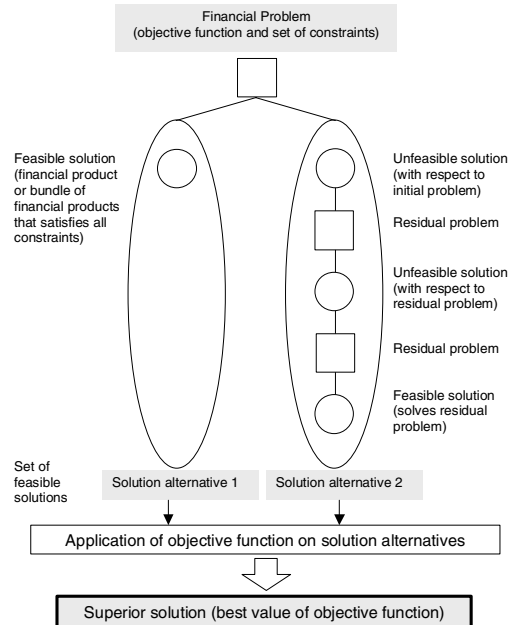 Financial Problem
(objective function and set of constraints)
Feasible solution
(financial product
or bundle of
financial products
that satisfies all
constraints)
Unfeasible solution
(with respect to
initial problem)
Residual problem
Unfeasible solution
(with respect to
residual problem)
Residual problem
Feasible solution
(solves residual
problem)
Set of
feasible
solutions
Solution alternative 1
Solution alternative 2
Application of objective function on solution alternatives
Superior solution (best value of objective function)